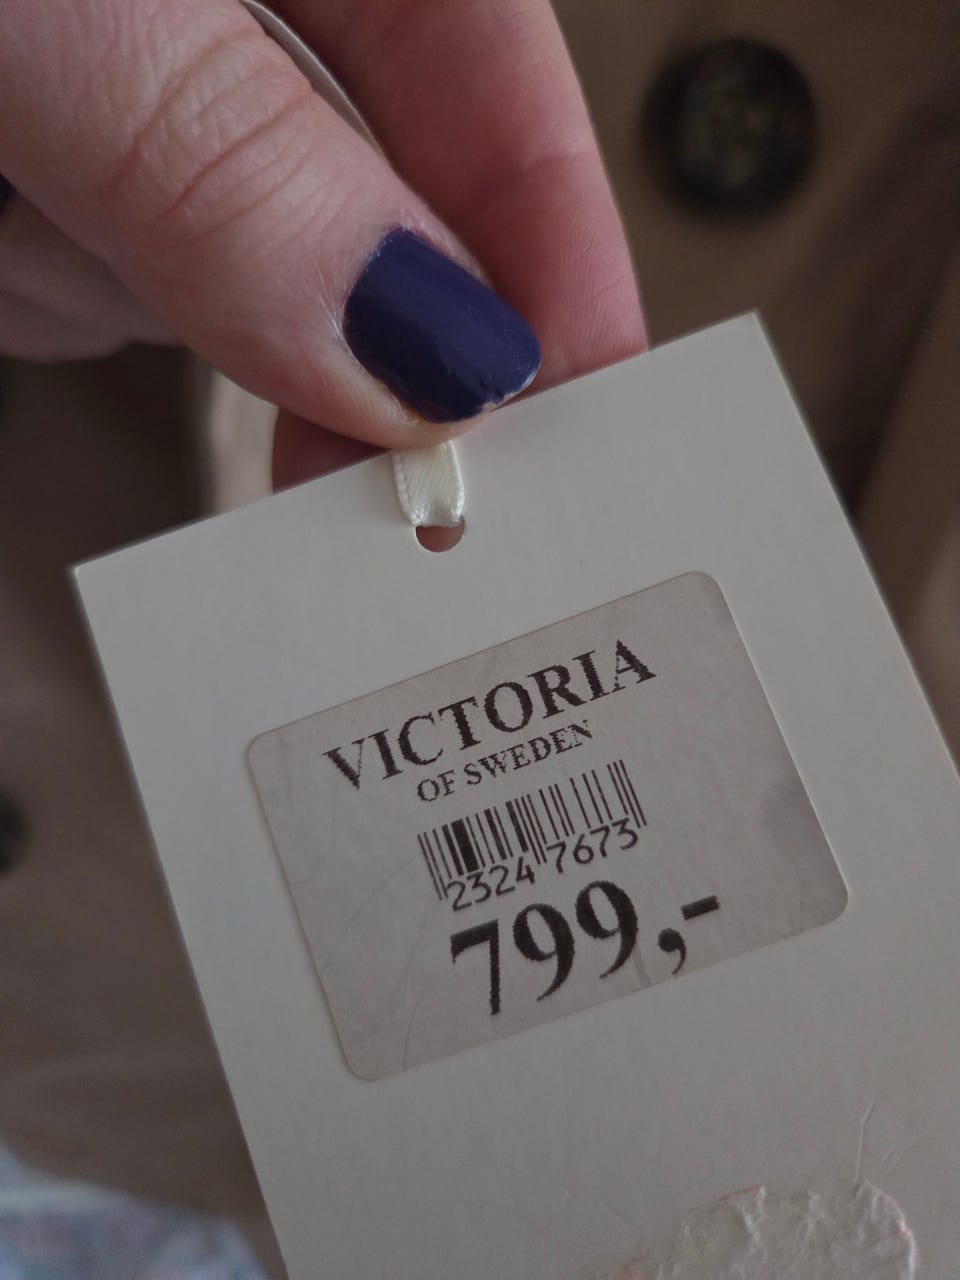 VICTORIA
OF SWEDEN
2324 7673
799,-